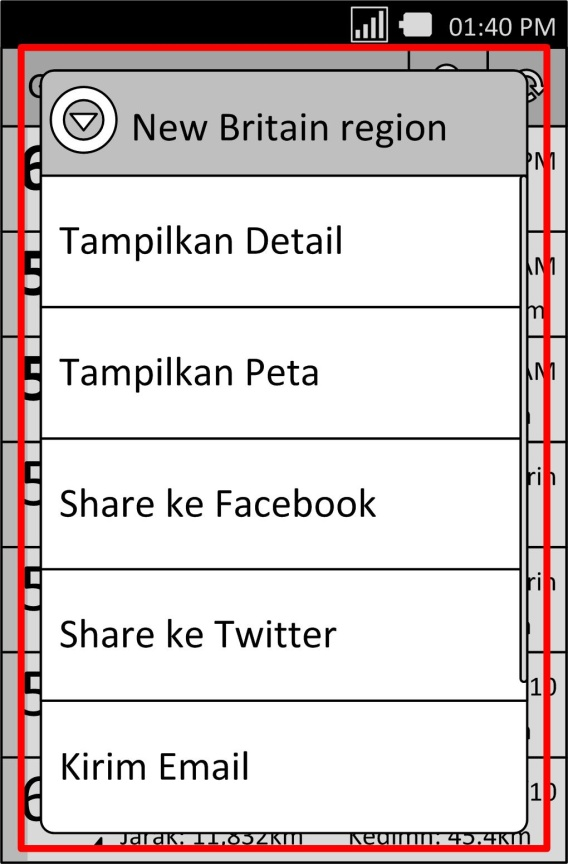 01:40 PM
New Britain region
Tampilkan Detail
Tampilkan Peta
Share ke Facebook
Share ke Twitter
Kirim Email
Jarak: 11,832km 45.4km